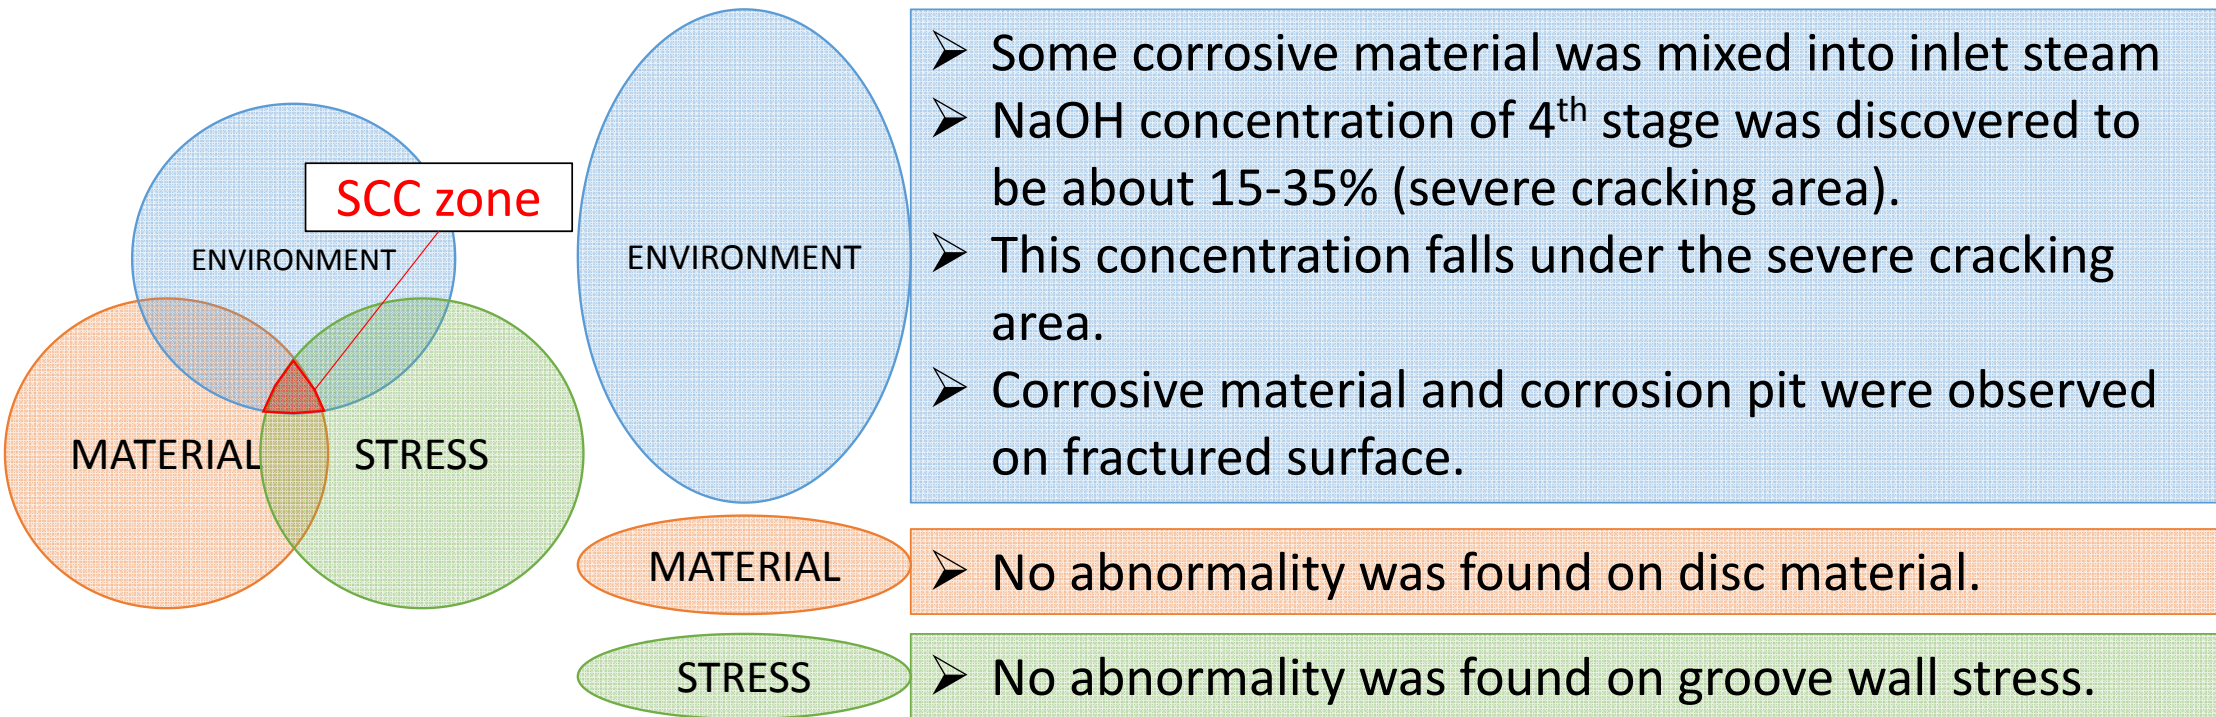 SCC zone
ENVIRONMENT
MATERIAL
STRESS
ENVIRONMENT
➢ Some corrosive material was mixed into inlet steam
➢ NaOH concentration of 4th stage was discovered to
be about 15-35% (severe cracking area).
➢ This concentration falls under the severe cracking
area.
➢ Corrosive material and corrosion pit were observed
on fractured surface.
MATERIAL
➢ No abnormality was found on disc material.
STRESS
➢ No abnormality was found on groove wall stress.